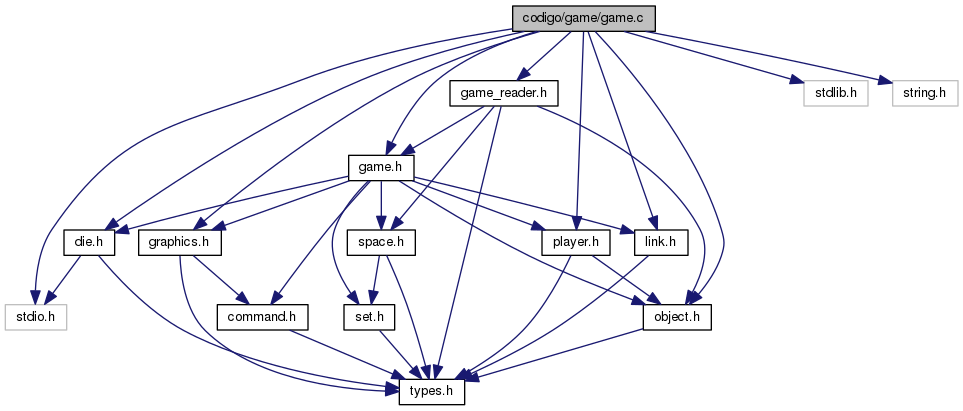 codigo/game/game.c
game_reader.h
stdlib.h
string.h
game.h
die.h
graphics.h
space.h
player.h
link.h
stdio.h
command.h
set.h
object.h
types.h